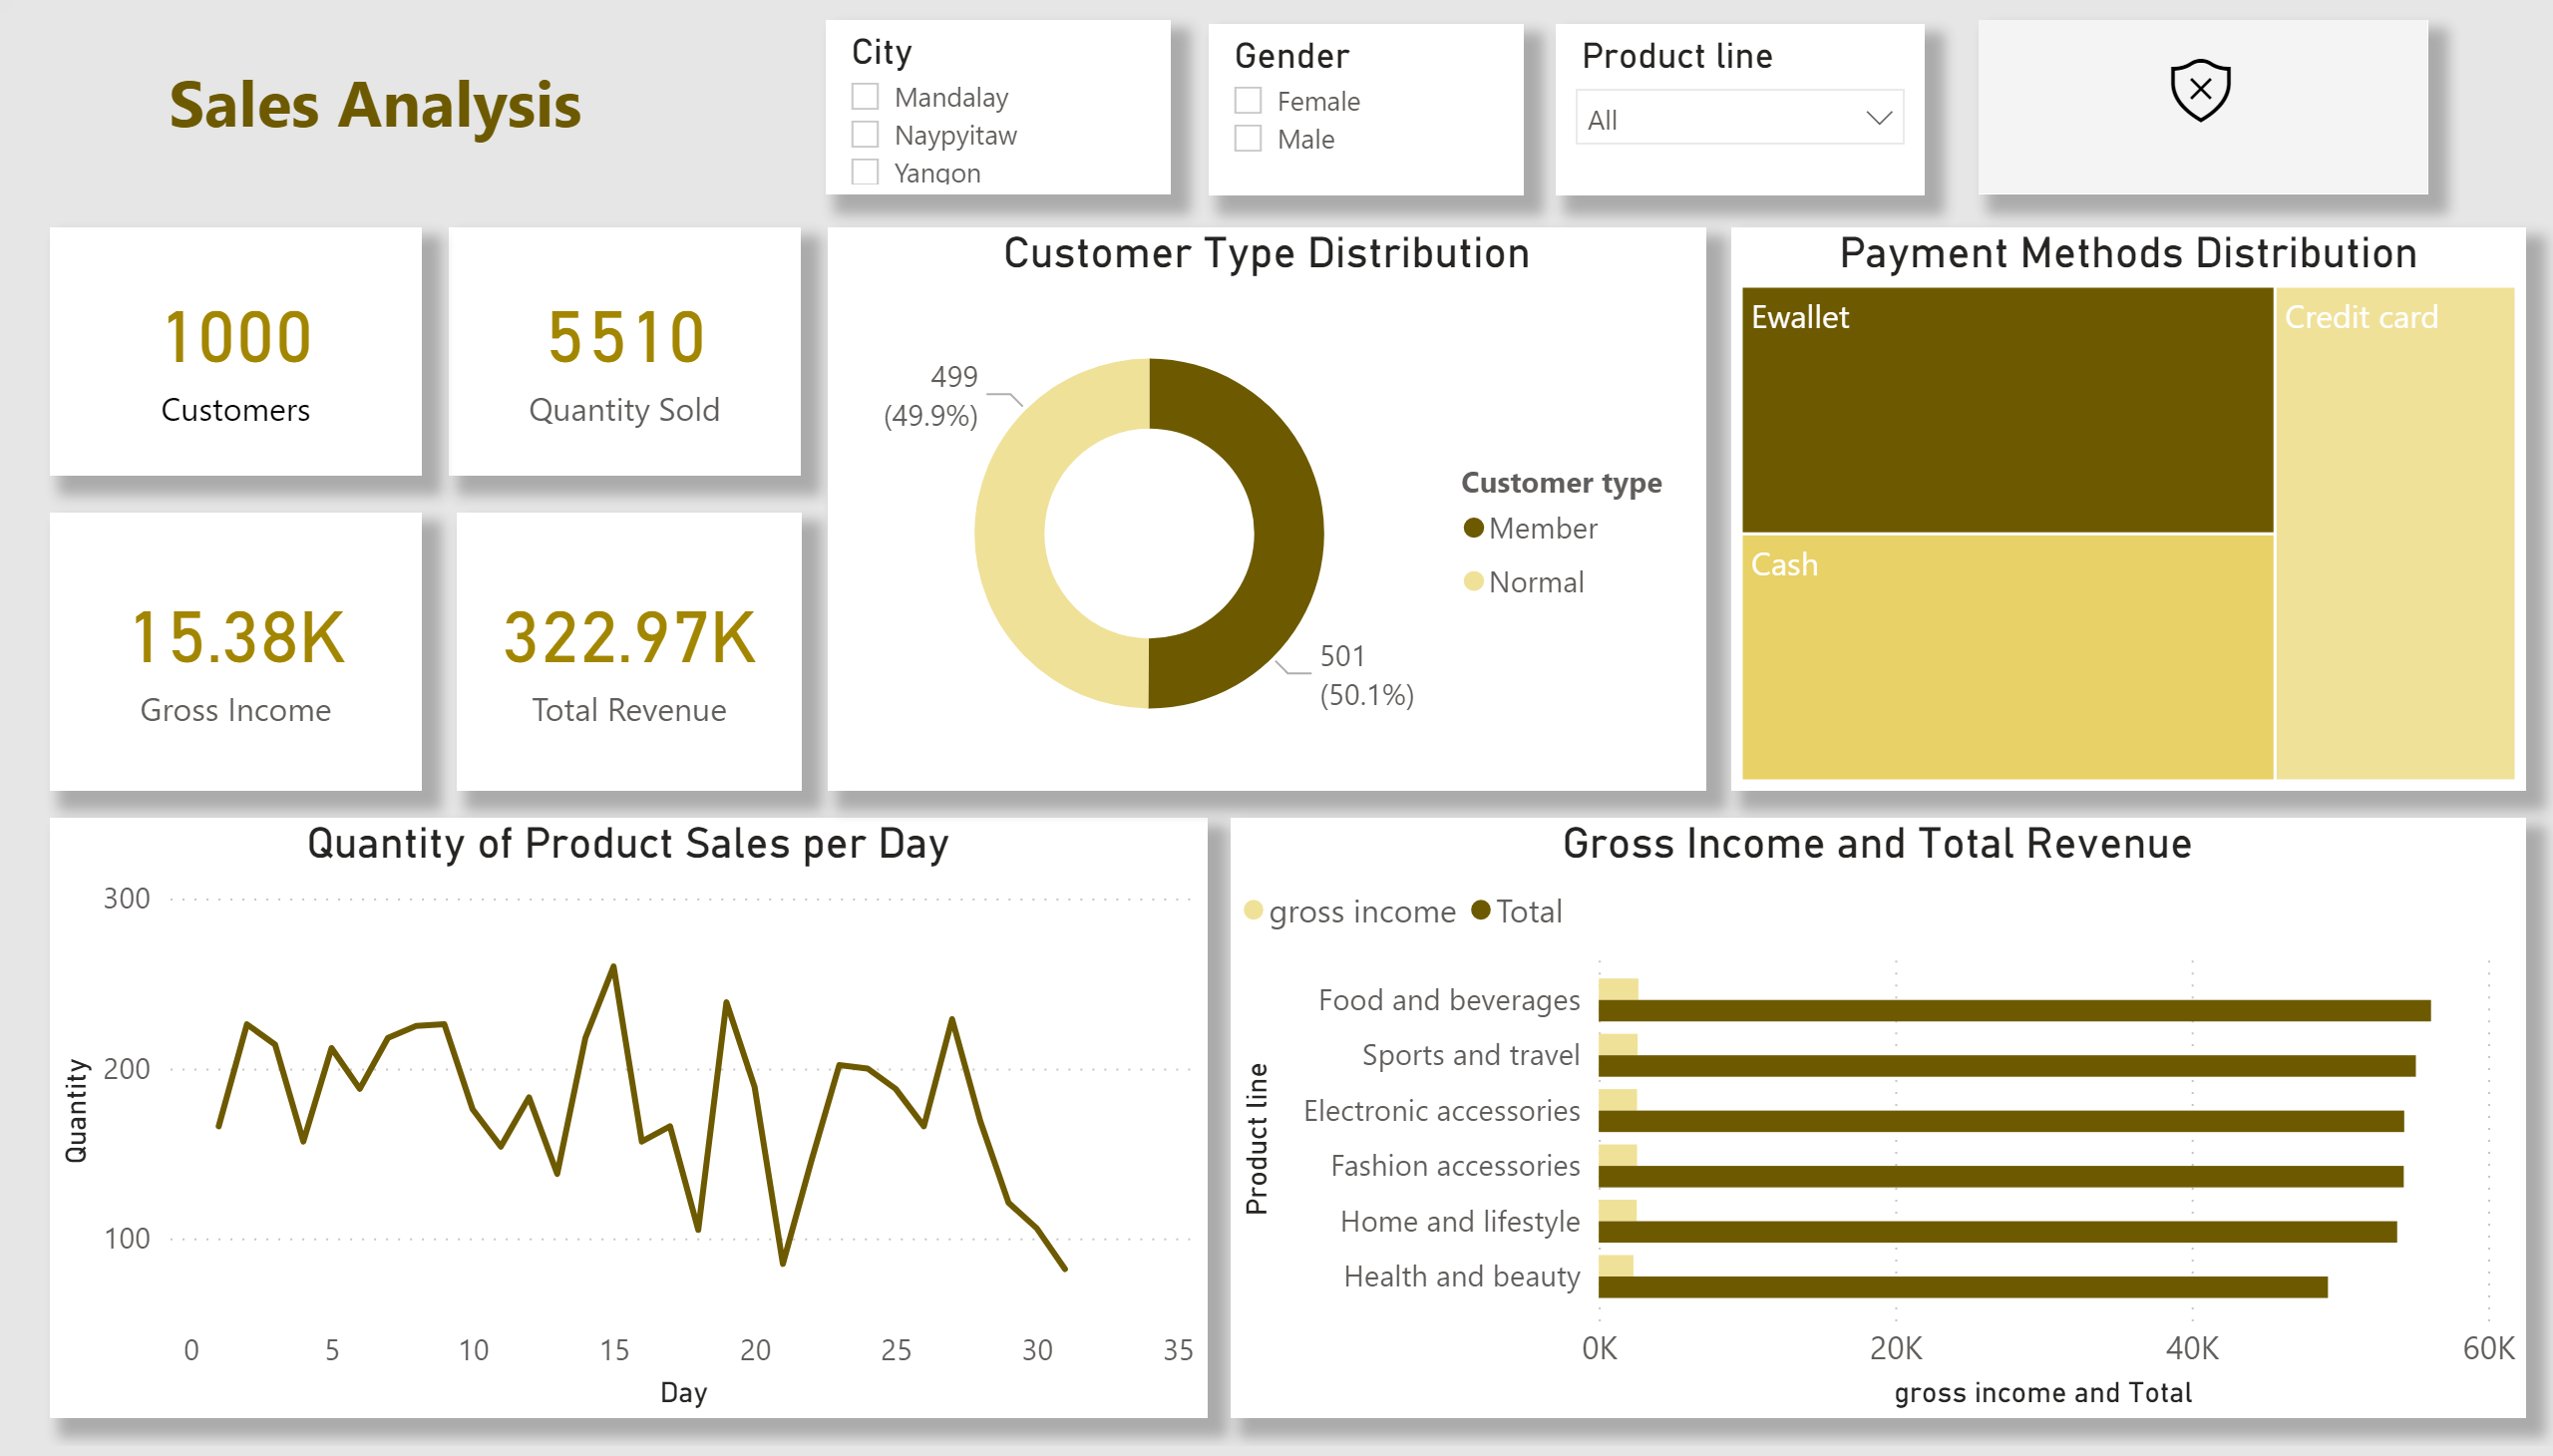 Sales Analysis
City
Mandalay
Naypyitaw
Yangon
Gender
Female
Male
Product line
All
1000
Customers
5510
Quantity Sold
15.38K
Gross Income
322.97K
Total Revenue
Customer Type Distribution
499
(49.9%)
501
(50.1%)
Customer type
Member
Normal
Payment Methods Distribution
Ewallet
Credit card
Cash
Quantity of Product Sales per Day
Quantity
300
200
100
0 5 10 15 20 25 30 35
Day
Gross Income and Total Revenue
gross income Total
Product line
Food and beverages
Sports and travel
Electronic accessories
Fashion accessories
Home and lifestyle
Health and beauty
0K 20K 40K 60K
gross income and Total